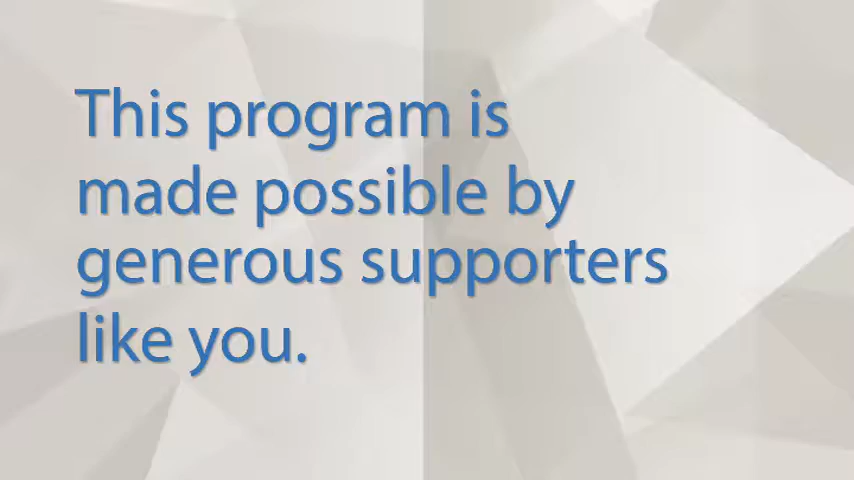 This program is
made possible by
generous supporters
like you.